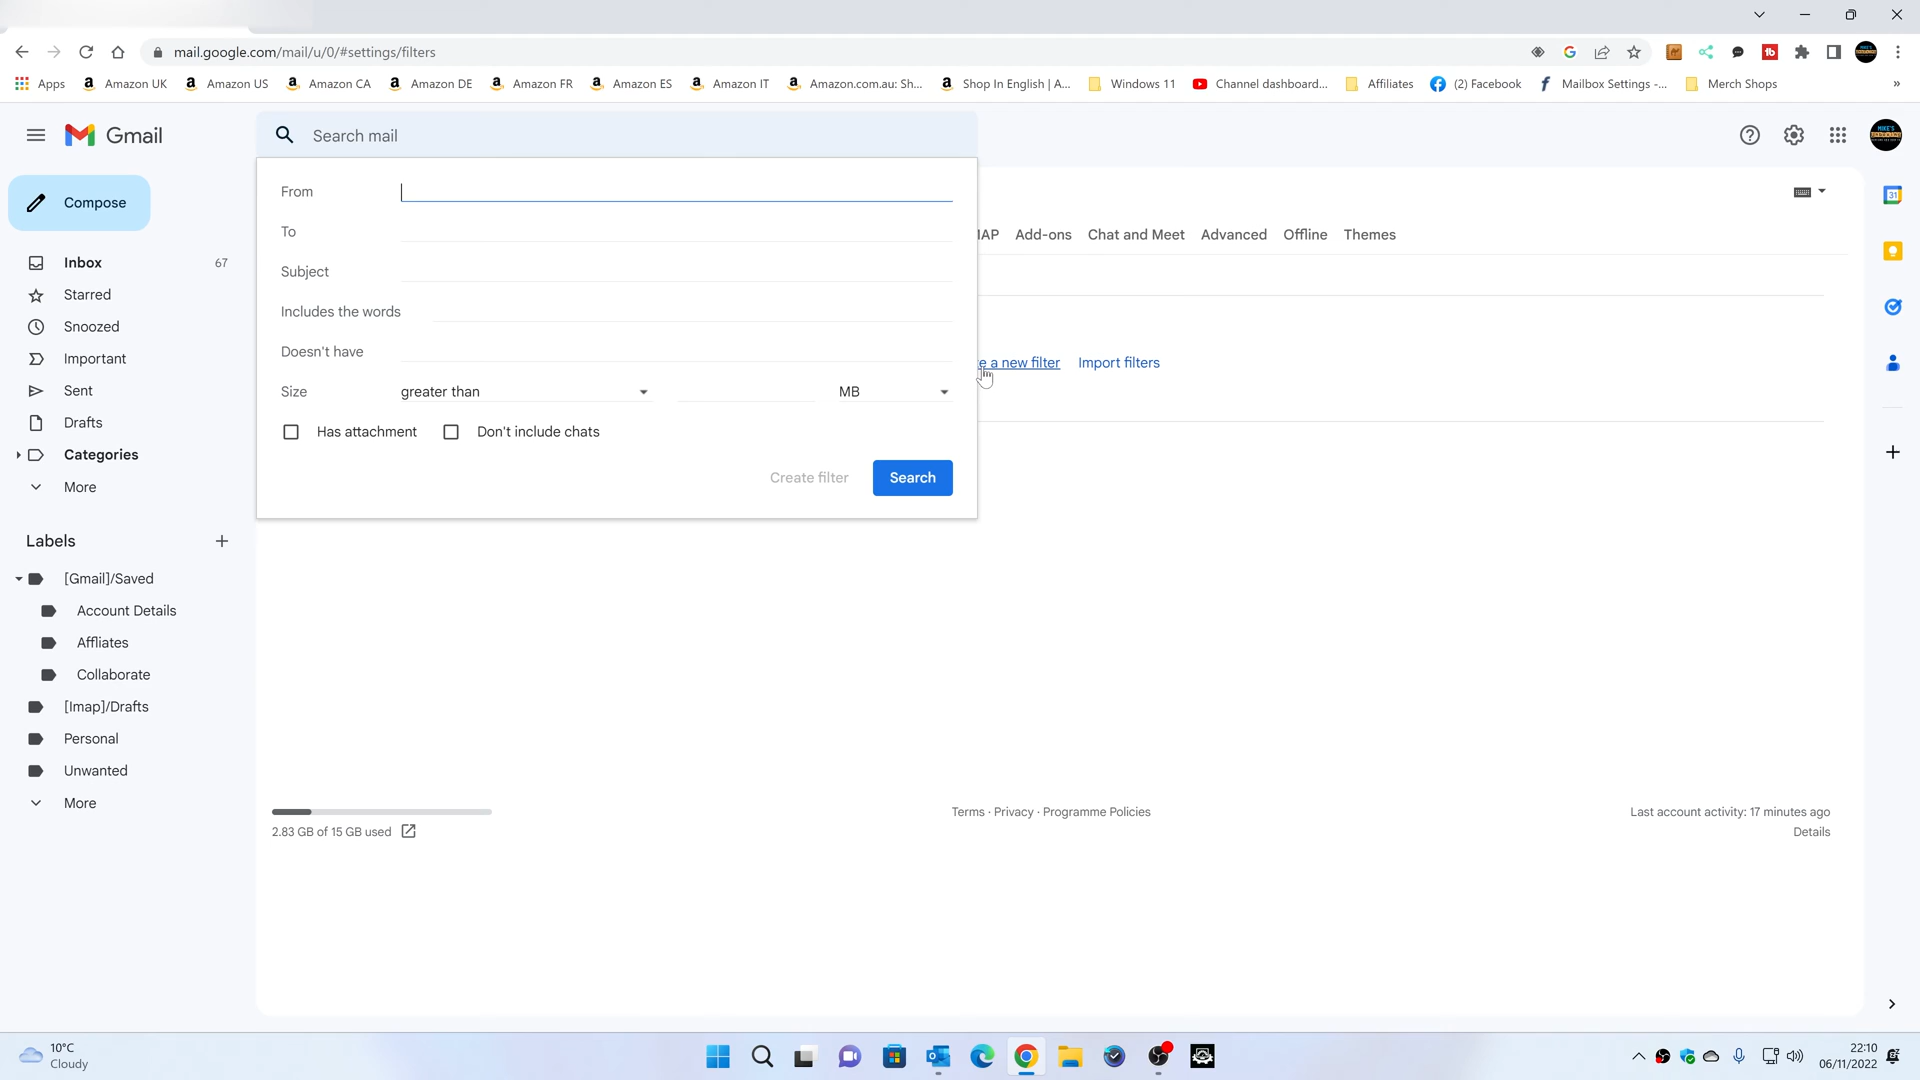 mail.google.com/mail/u/0/#settings/filters
Apps
Amazon UK
Amazon US
Amazon CA
Amazon DE
Amazon FR
Amazon ES
Amazon IT
Amazon.com.au: Sh...
Shop In English | A...
Windows 11
Channel dashboard...
Affiliates
(2) Facebook
Mailbox Settings -...
Merch Shops
»
Gmail
Search mail
Compose
Inbox 67
Starred
Snoozed
Important
Sent
Drafts
Categories
More
Labels
[Gmail]/Saved
Account Details
Affliates
Collaborate
[Imap]/Drafts
Personal
Unwanted
More
From
To
Subject
Includes the words
Doesn't have
Size greater than MB
Has attachment Don't include chats
Create filter Search
IAP Add-ons Chat and Meet Advanced Offline Themes
e a new filter Import filters
31
2.83 GB of 15 GB used
Terms · Privacy · Programme Policies
Last account activity: 17 minutes ago
Details
10°C
Cloudy
22:10
06/11/2022